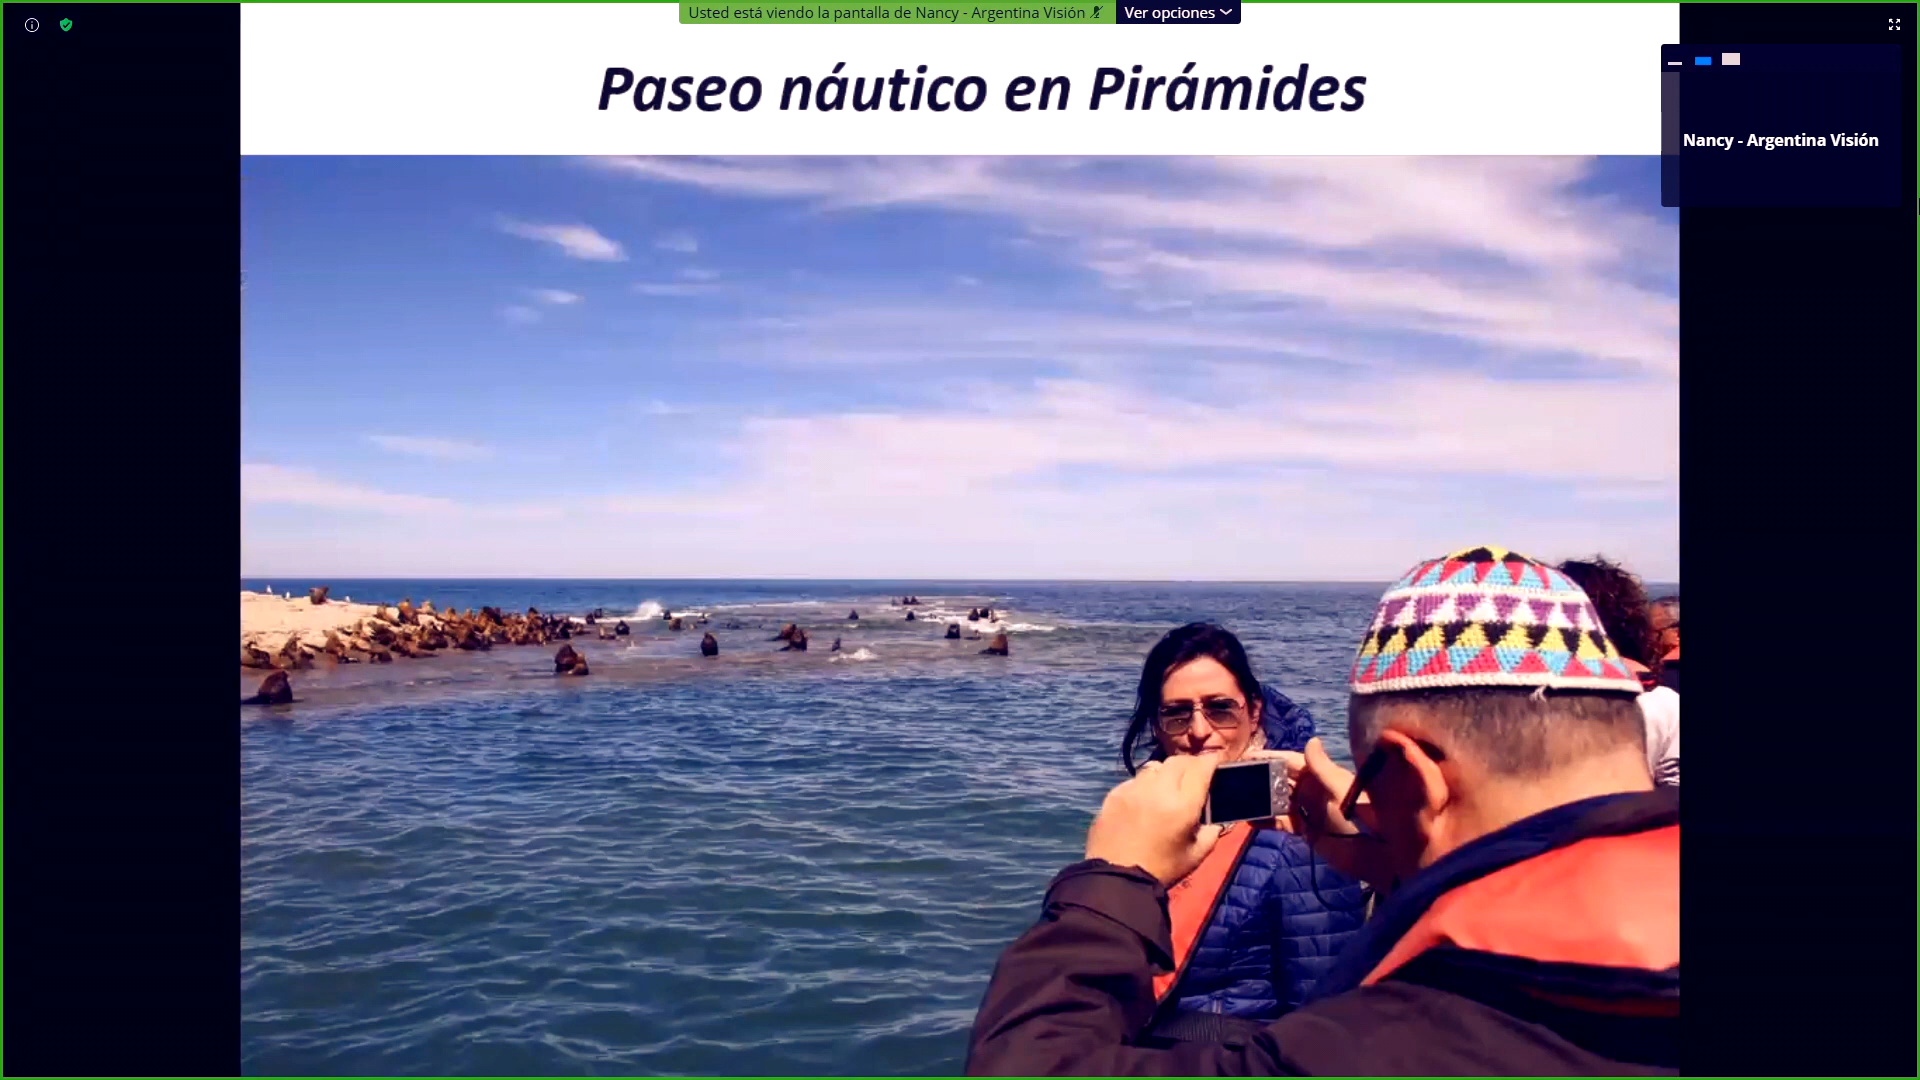 Usted está viendo la pantalla de Nancy - Argentina Visión
Ver opciones
Paseo náutico en Pirámides
Nancy - Argentina Visión